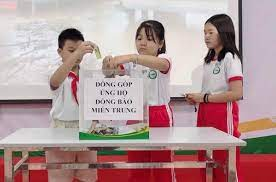 ĐÓNG GÓP
ỦNG HỘ
ĐỒNG BÀO
MIỀN TRUNG